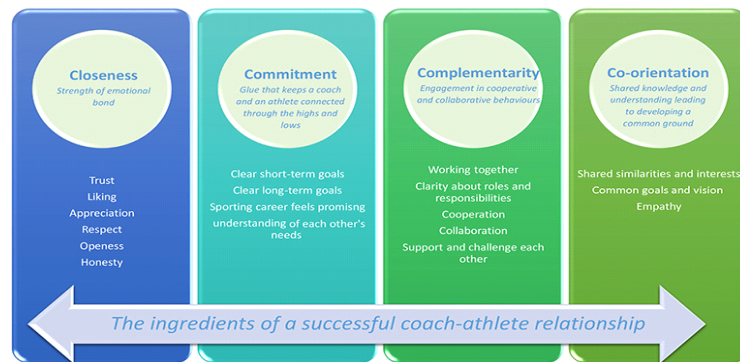 Closeness
Strength of emotional
bond
Trust
Liking
Appreciation
Respect
Openess
Honesty
Commitment
Glue that keeps a coach
and an athlete connected
through the highs and
lows
Clear short-term goals
Clear long-term goals
Sporting career feels promising
understanding of each other's
needs
Complementarity
Engagement in cooperative
and collaborative behaviours
Working together
Clarity about roles and
responsibilities
Cooperation
Collaboration
Support and challenge each
other
Co-orientation
Shared knowledge and
understanding leading
to developing a
common ground
Shared similarities and interests
Common goals and vision
Empathy
The ingredients of a successful coach-athlete relationship